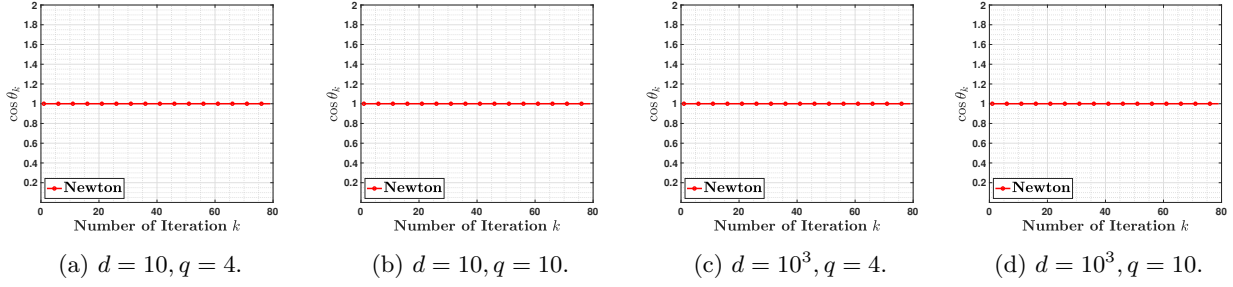 2
1.8
1.6
1.4
1.2
1
0.8
0.6
0.4
0.2
cos θ_k
Newton
0 20 40 60 80
Number of Iteration k
(a) d = 10, q = 4.
2
1.8
1.6
1.4
1.2
1
0.8
0.6
0.4
0.2
cos θ_k
Newton
0 20 40 60 80
Number of Iteration k
(b) d = 10, q = 10.
2
1.8
1.6
1.4
1.2
1
0.8
0.6
0.4
0.2
cos θ_k
Newton
0 20 40 60 80
Number of Iteration k
(c) d = 10³, q = 4.
2
1.8
1.6
1.4
1.2
1
0.8
0.6
0.4
0.2
cos θ_k
Newton
0 20 40 60 80
Number of Iteration k
(d) d = 10³, q = 10.